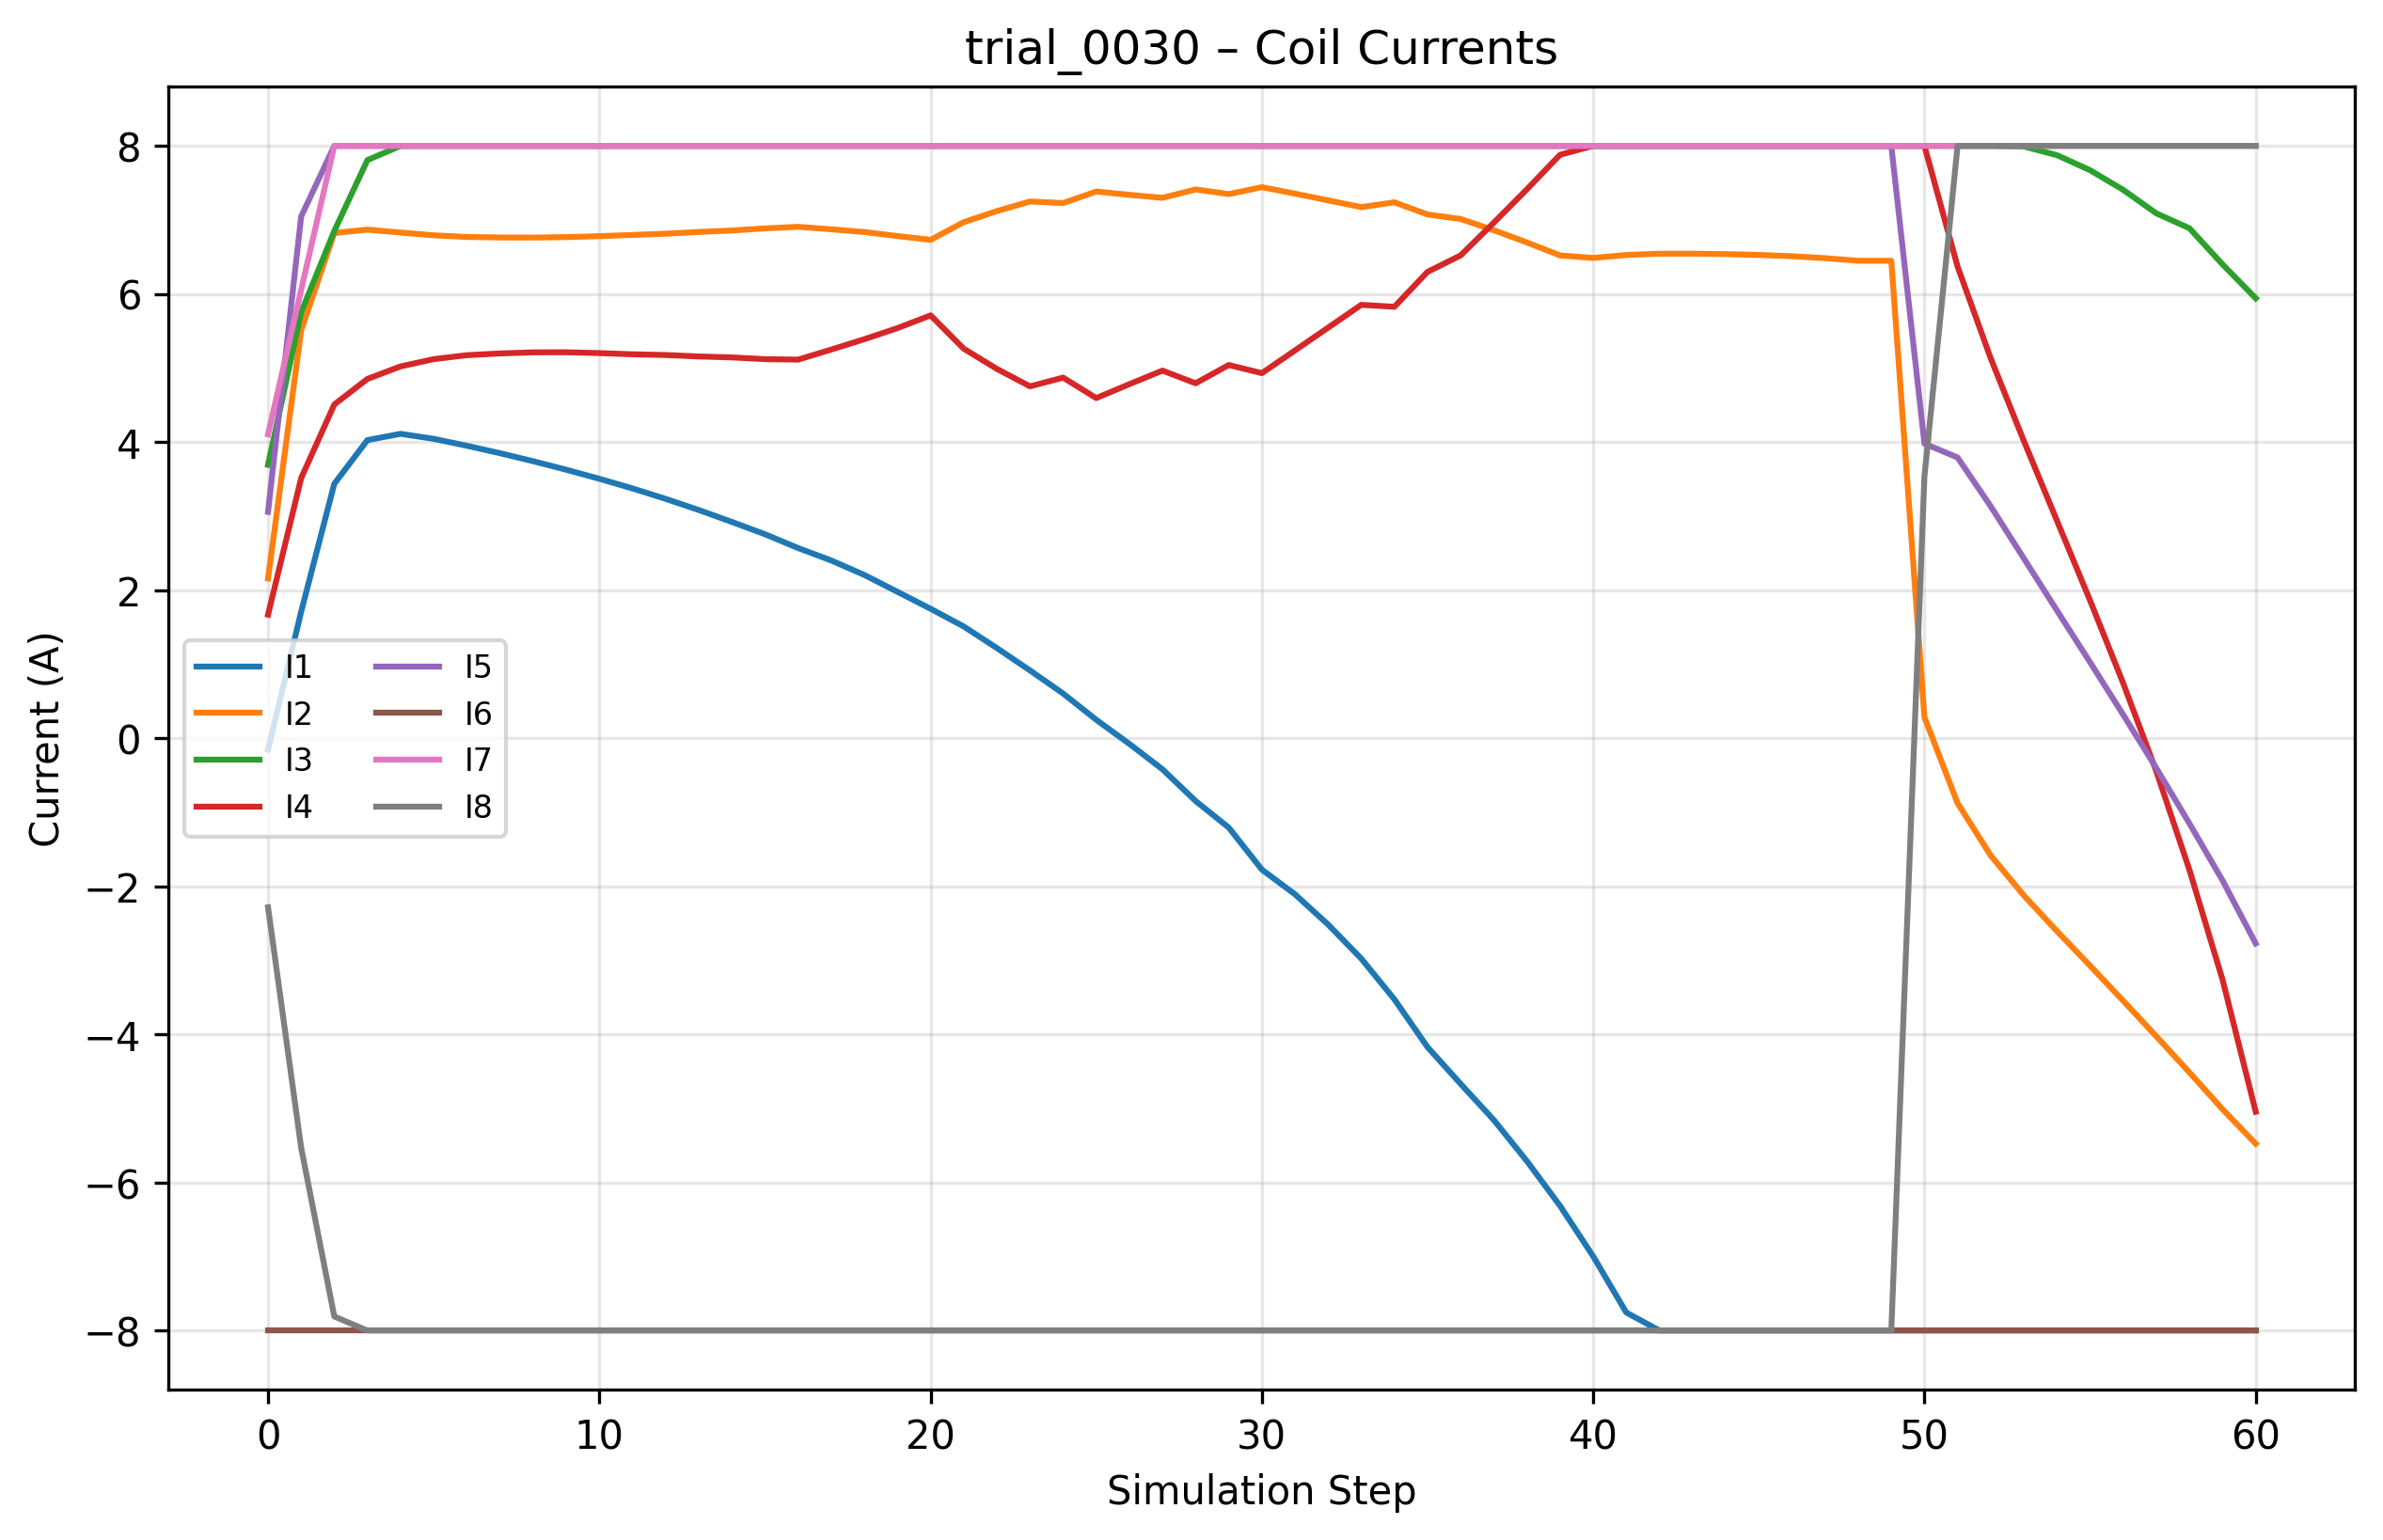 trial_0030 – Coil Currents
Current (A)
8
6
4
2
0
−2
−4
−6
−8
I1
I2
I3
I4
I5
I6
I7
I8
0 10 20 30 40 50 60
Simulation Step